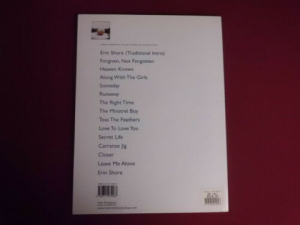 Erin Shore (Traditional Intro)
Forgiven, Not Forgotten
Heaven Knows
Along With The Girls
Someday
Runaway
The Right Time
The Minstrel Boy
Toss The Feathers
Love To Love You
Secret Life
Carraroe Jig
Closer
Leave Me Alone
Erin Shore